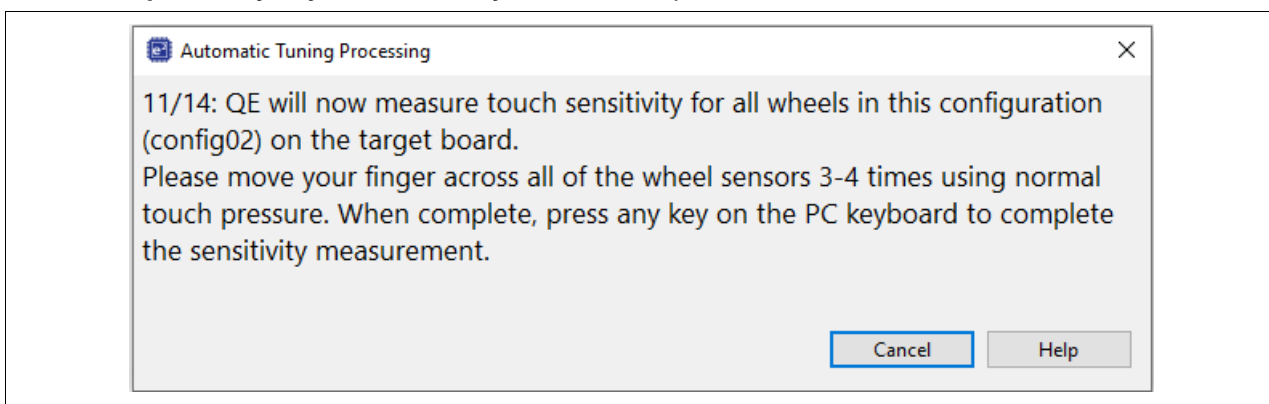 Automatic Tuning Processing
11/14: QE will now measure touch sensitivity for all wheels in this configuration
(config02) on the target board.
Please move your finger across all of the wheel sensors 3-4 times using normal
touch pressure. When complete, press any key on the PC keyboard to complete
the sensitivity measurement.
Cancel Help